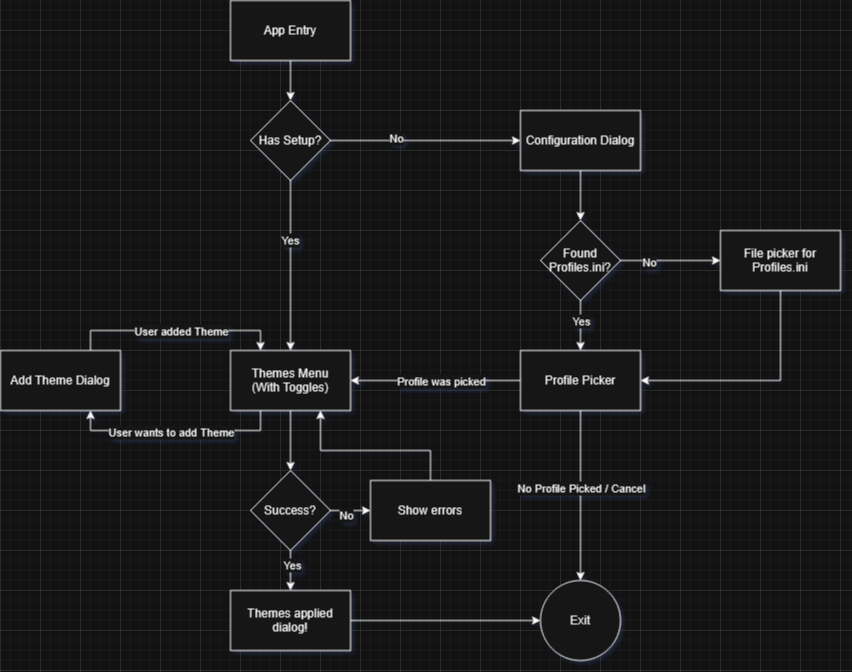 App Entry
Has Setup?
No
Configuration Dialog
Yes
Found
Profiles.ini?
No
File picker for
Profiles.ini
Yes
User added Theme
Add Theme Dialog
Themes Menu
(With Toggles)
Profile was picked
Profile Picker
User wants to add Theme
No Profile Picked / Cancel
Success?
No
Show errors
Yes
Themes applied
dialog!
Exit